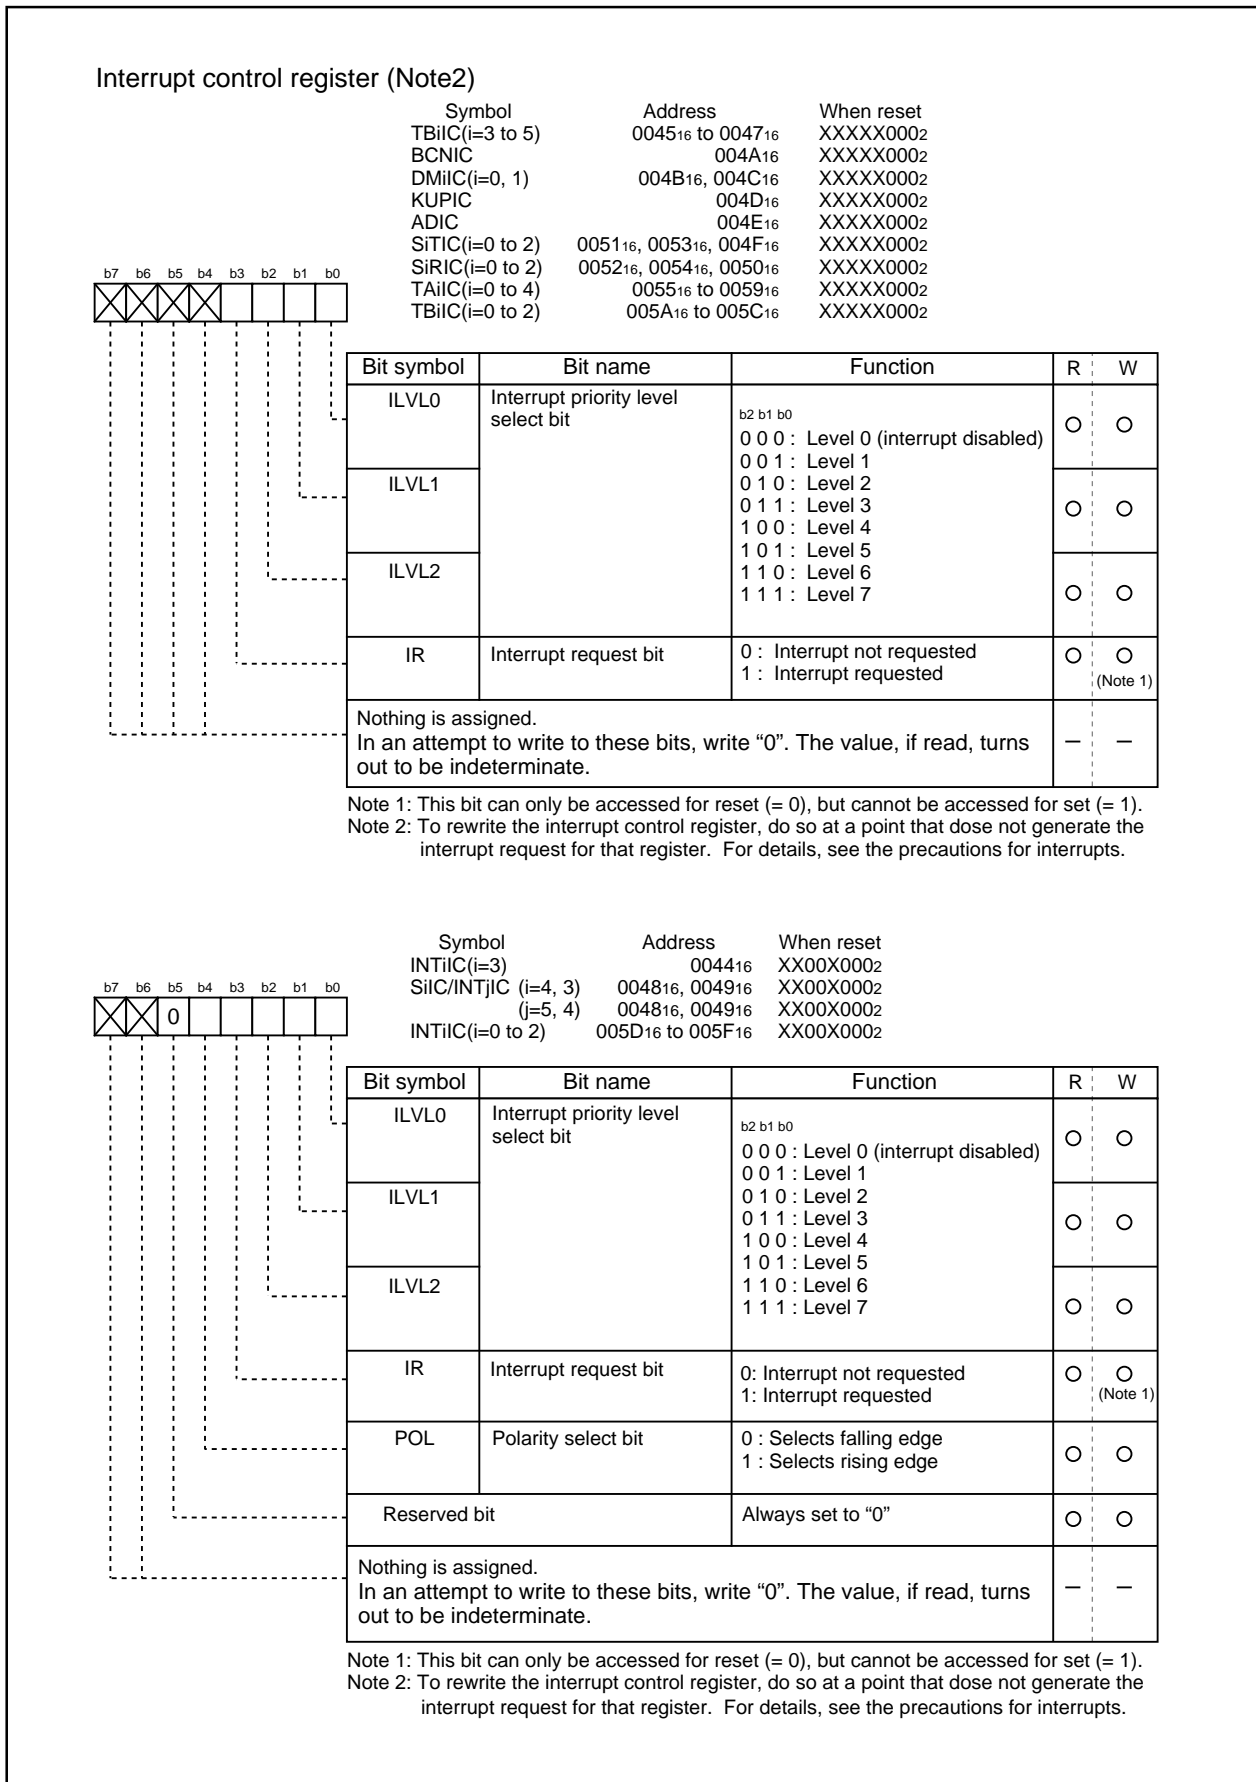 Interrupt control register (Note2)
Symbol Address When reset
TBiIC(i=3 to 5) 004516 to 004716 XXXXX0002
BCNIC 004A16 XXXXX0002
DMiIC(i=0, 1) 004B16, 004C16 XXXXX0002
KUPIC 004D16 XXXXX0002
ADIC 004E16 XXXXX0002
SiTIC(i=0 to 2) 005116, 005316, 004F16 XXXXX0002
SiRIC(i=0 to 2) 005216, 005416, 005016 XXXXX0002
TAiIC(i=0 to 4) 005516 to 005916 XXXXX0002
TBiIC(i=0 to 2) 005A16 to 005C16 XXXXX0002
b7 b6 b5 b4 b3 b2 b1 b0
Bit symbol Bit name Function R W
ILVL0 Interrupt priority level
select bit
b2 b1 b0
0 0 0 : Level 0 (interrupt disabled)
0 0 1 : Level 1
ILVL1 0 1 0 : Level 2
0 1 1 : Level 3
1 0 0 : Level 4
1 0 1 : Level 5
ILVL2 1 1 0 : Level 6
1 1 1 : Level 7
IR Interrupt request bit 0 : Interrupt not requested
1 : Interrupt requested (Note 1)
Nothing is assigned.
In an attempt to write to these bits, write “0”. The value, if read, turns – –
out to be indeterminate.
Note 1: This bit can only be accessed for reset (= 0), but cannot be accessed for set (= 1).
Note 2: To rewrite the interrupt control register, do so at a point that dose not generate the
interrupt request for that register. For details, see the precautions for interrupts.
Symbol Address When reset
INTiIC(i=3) 004416 XX00X0002
SiIC/INTjIC (i=4, 3) 004816, 004916 XX00X0002
(j=5, 4) 004816, 004916 XX00X0002
INTiIC(i=0 to 2) 005D16 to 005F16 XX00X0002
b7 b6 b5 b4 b3 b2 b1 b0
0
Bit symbol Bit name Function R W
ILVL0 Interrupt priority level
select bit
b2 b1 b0
0 0 0 : Level 0 (interrupt disabled)
0 0 1 : Level 1
ILVL1 0 1 0 : Level 2
0 1 1 : Level 3
1 0 0 : Level 4
1 0 1 : Level 5
ILVL2 1 1 0 : Level 6
1 1 1 : Level 7
IR Interrupt request bit 0: Interrupt not requested
1: Interrupt requested (Note 1)
POL Polarity select bit 0 : Selects falling edge
1 : Selects rising edge
Reserved bit Always set to “0”
Nothing is assigned.
In an attempt to write to these bits, write “0”. The value, if read, turns – –
out to be indeterminate.
Note 1: This bit can only be accessed for reset (= 0), but cannot be accessed for set (= 1).
Note 2: To rewrite the interrupt control register, do so at a point that dose not generate the
interrupt request for that register. For details, see the precautions for interrupts.